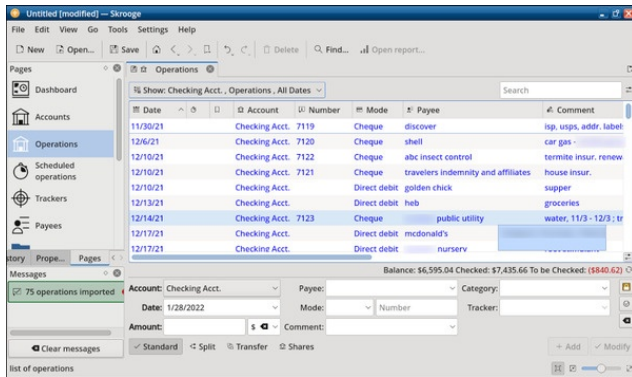 Untitled [modified] — Skrooge
File Edit View Go Tools Settings Help
New Open... Save Delete Find... Open report...
Pages
Operations
Dashboard
Accounts
Operations
Scheduled
operations
Trackers
Payees
Show: Checking Acct. , Operations , All Dates
Search
Date Account Number Mode Payee Comment
11/30/21 Checking Acct. 7119 Cheque discover isp, usps, addr. label
12/6/21 Checking Acct. 7120 Cheque shell car gas -
12/10/21 Checking Acct. 7122 Cheque abc insect control termite insur. renew
12/10/21 Checking Acct. 7121 Cheque travelers indemnity and affiliates house insur.
12/10/21 Checking Acct. Direct debit golden chick supper
12/13/21 Checking Acct. Direct debit heb groceries
12/14/21 Checking Acct. 7123 Cheque public utility water, 11/3 - 12/3 ; tr
12/17/21 Checking Acct. Direct debit mcdonald's
12/17/21 Checking Acct. Direct debit nursery
Balance: $6,595.04 Checked: $7,435.66 To be Checked: ($840.62)
story Prope... Pages
Messages
75 operations imported
Clear messages
Account: Checking Acct. Payee: Category:
Date: 1/28/2022 Mode: Number Tracker:
Amount: $ Comment:
Standard Split Transfer Shares
+ Add Modify
list of operations